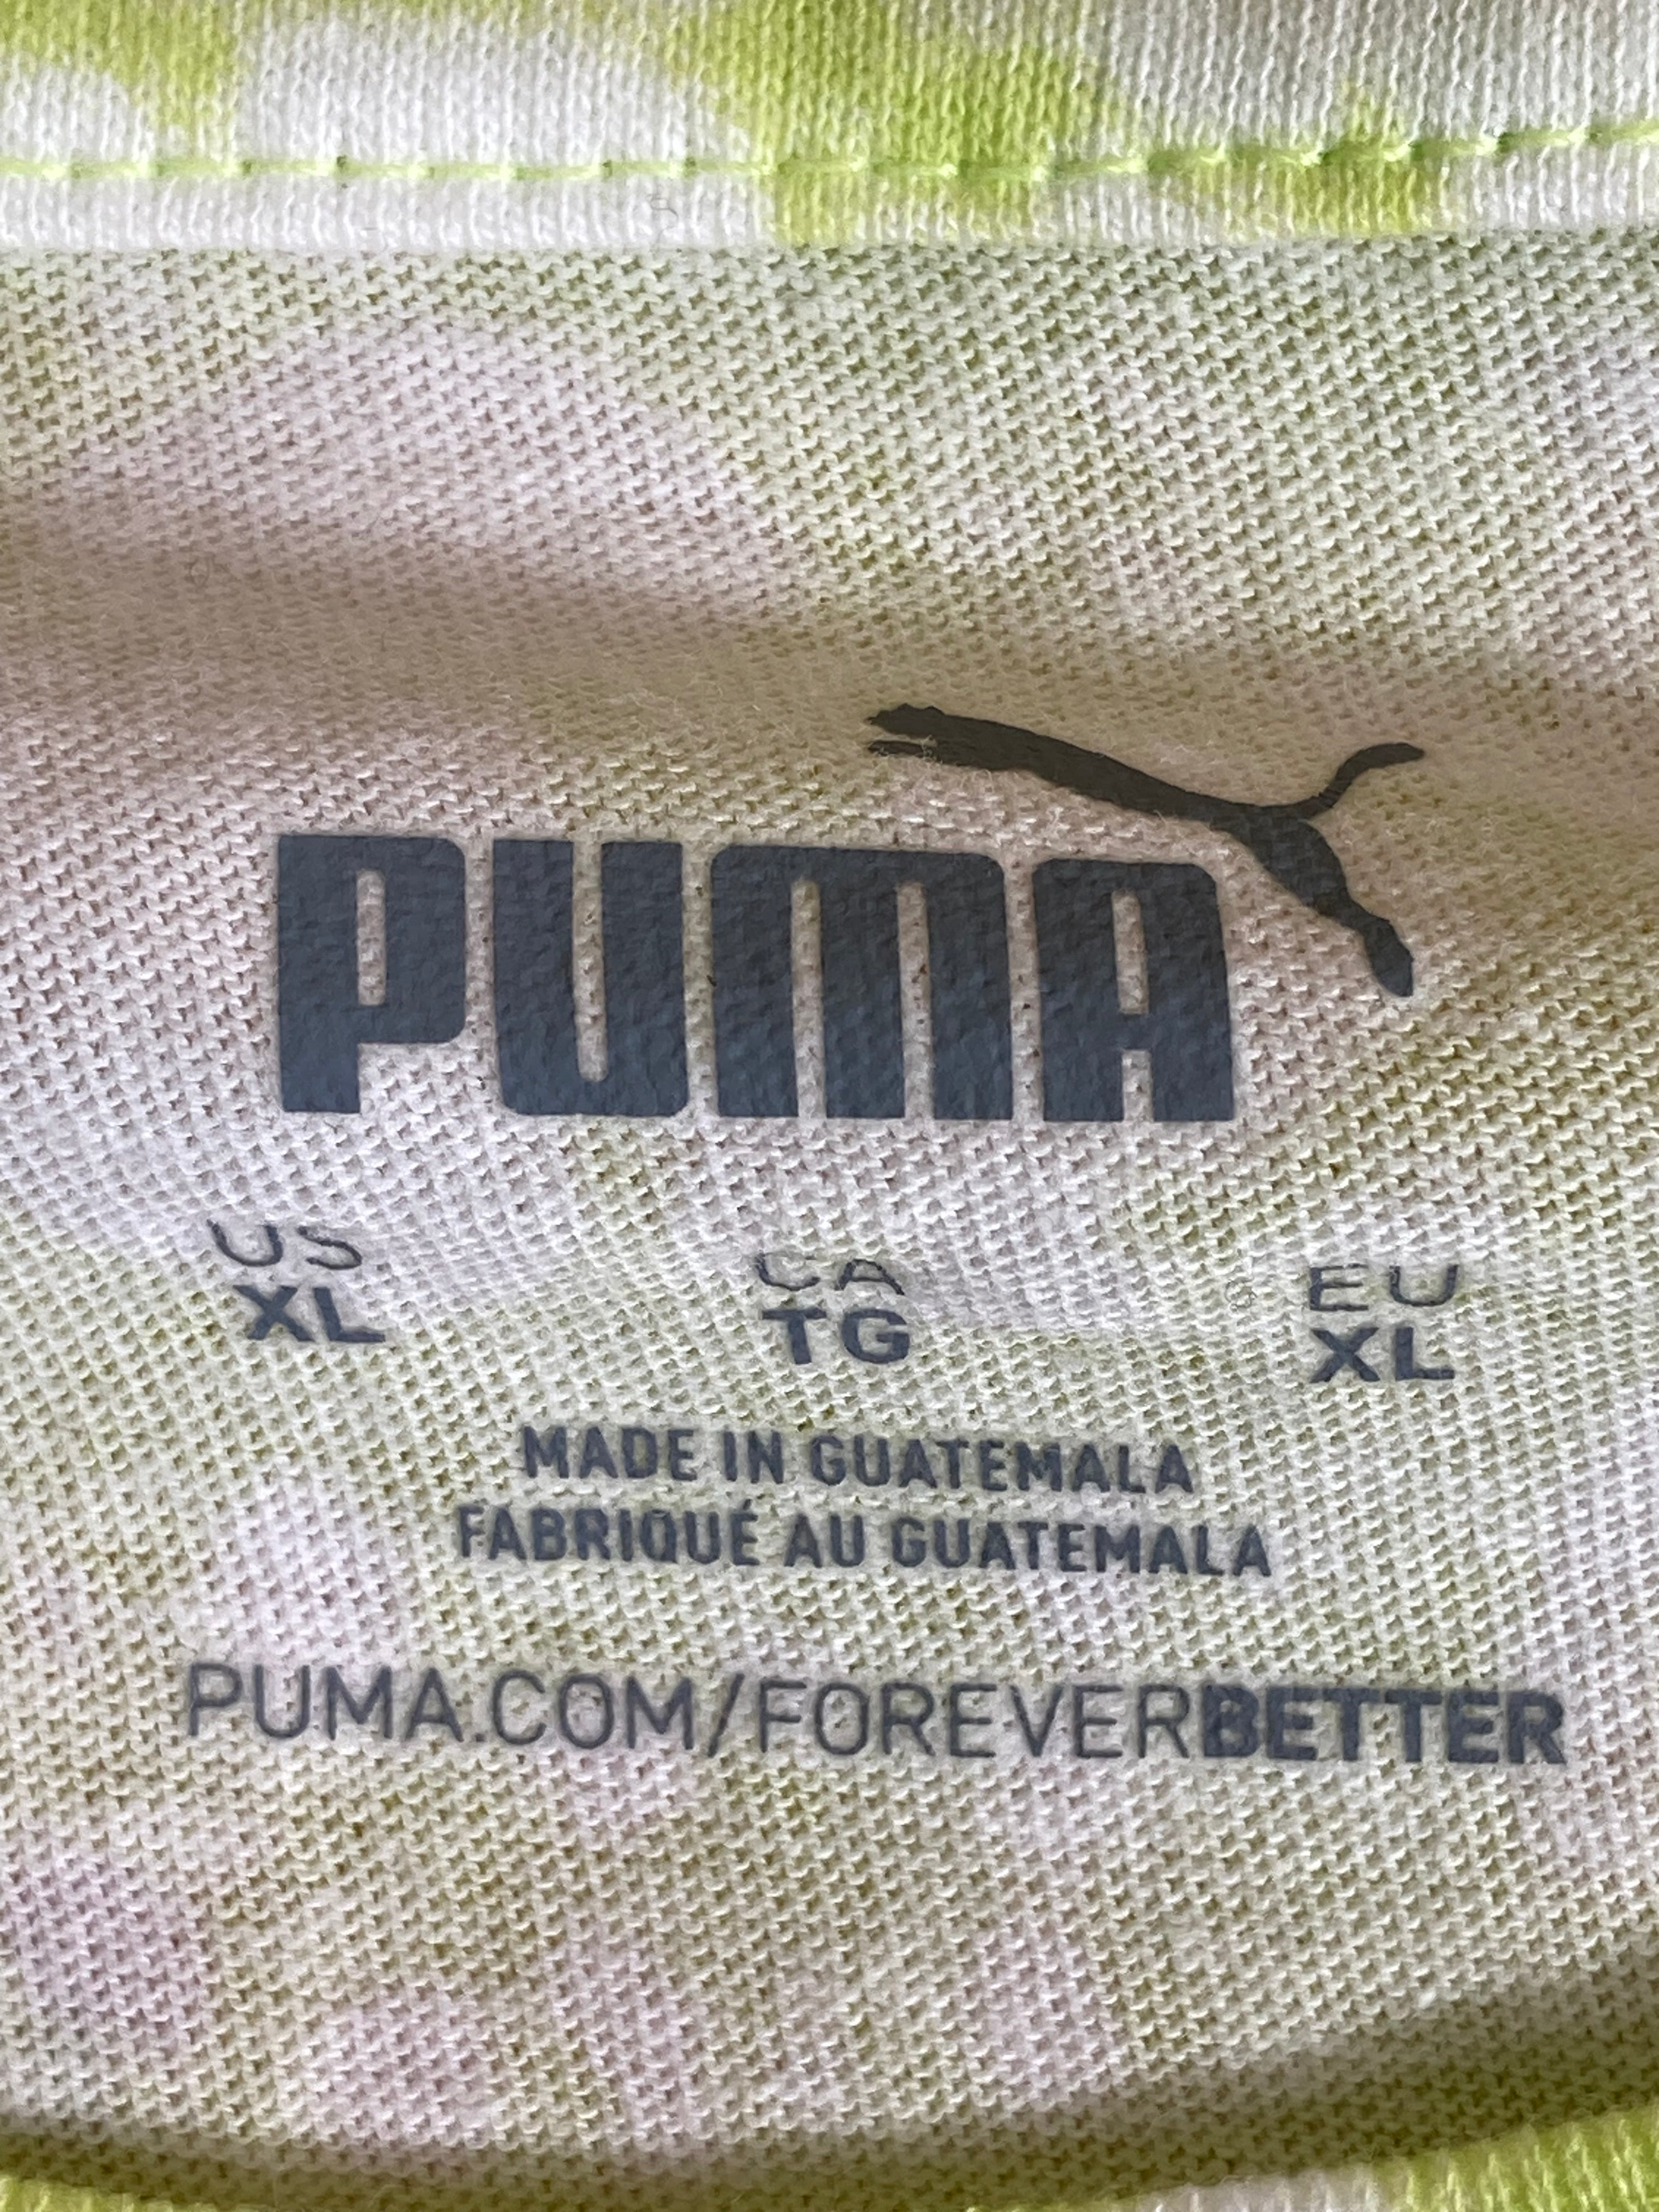 PUMA
US CA EU
XL TG XL
MADE IN GUATEMALA
FABRIQUÉ AU GUATEMALA
PUMA.COM/FOREVERBETTER